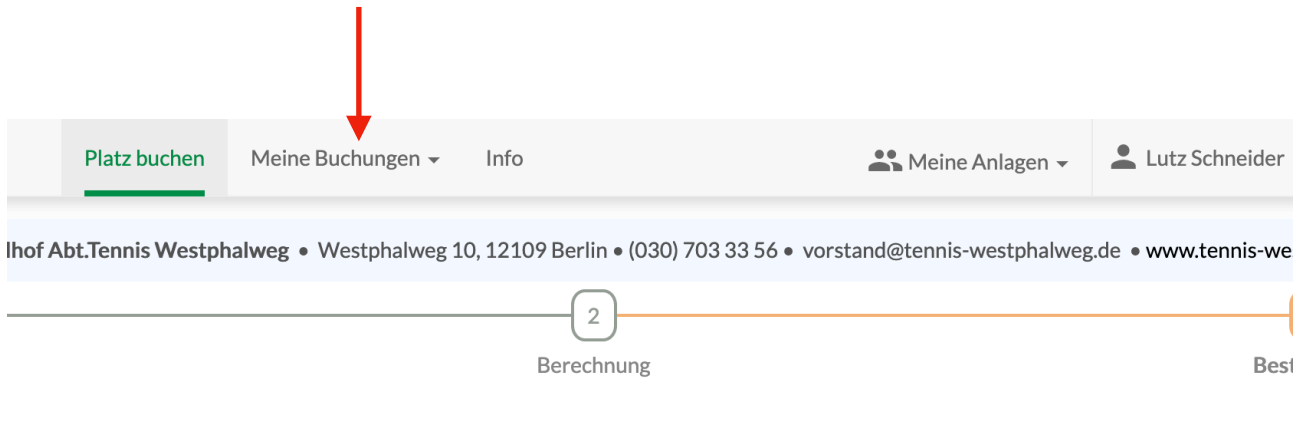 Platz buchen Meine Buchungen Info Meine Anlagen Lutz Schneider
lhof Abt.Tennis Westphalweg • Westphalweg 10, 12109 Berlin • (030) 703 33 56 • vorstand@tennis-westphalweg.de • www.tennis-we
2
Berechnung
Best